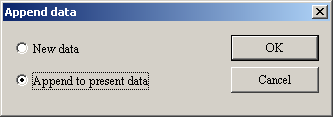 Append data
New data
OK
Append to present data
Cancel